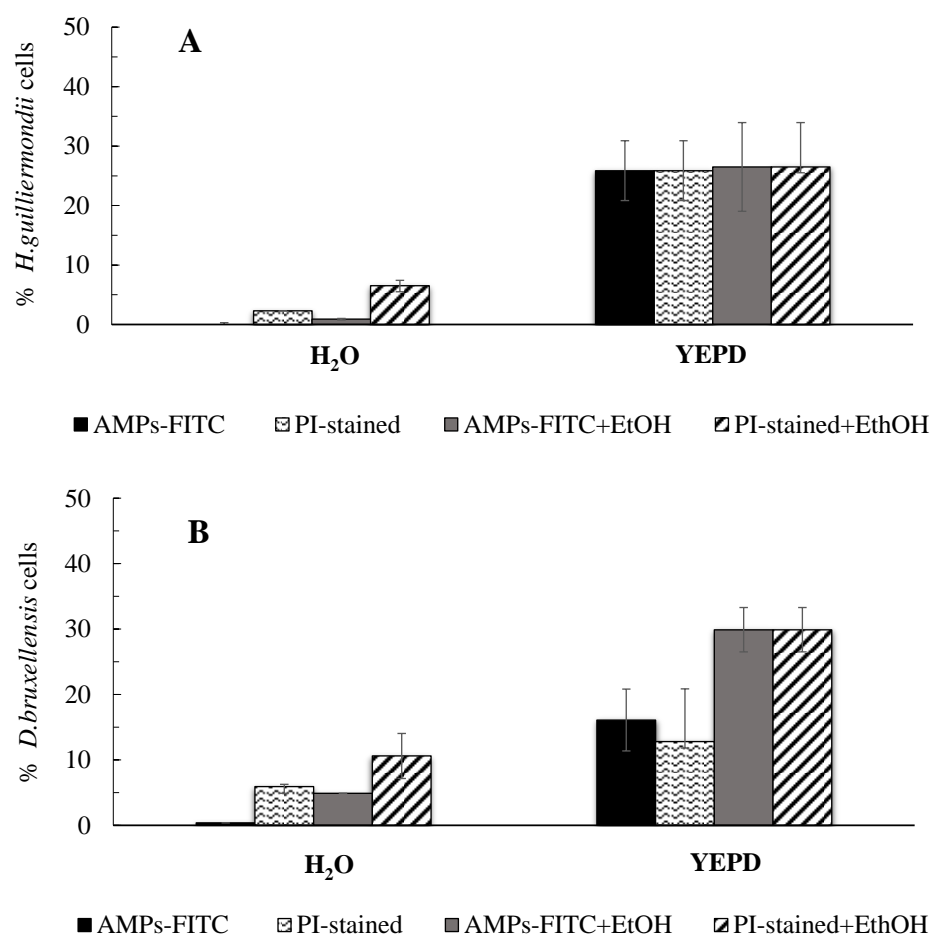 50
A
40
30
20
10
0
% H.guilliermondii cells
H₂O YEPD
AMPs-FITC PI-stained AMPs-FITC+EtOH PI-stained+EthOH
50
B
40
30
20
10
0
% D.bruxellensis cells
H₂O YEPD
AMPs-FITC PI-stained AMPs-FITC+EtOH PI-stained+EthOH